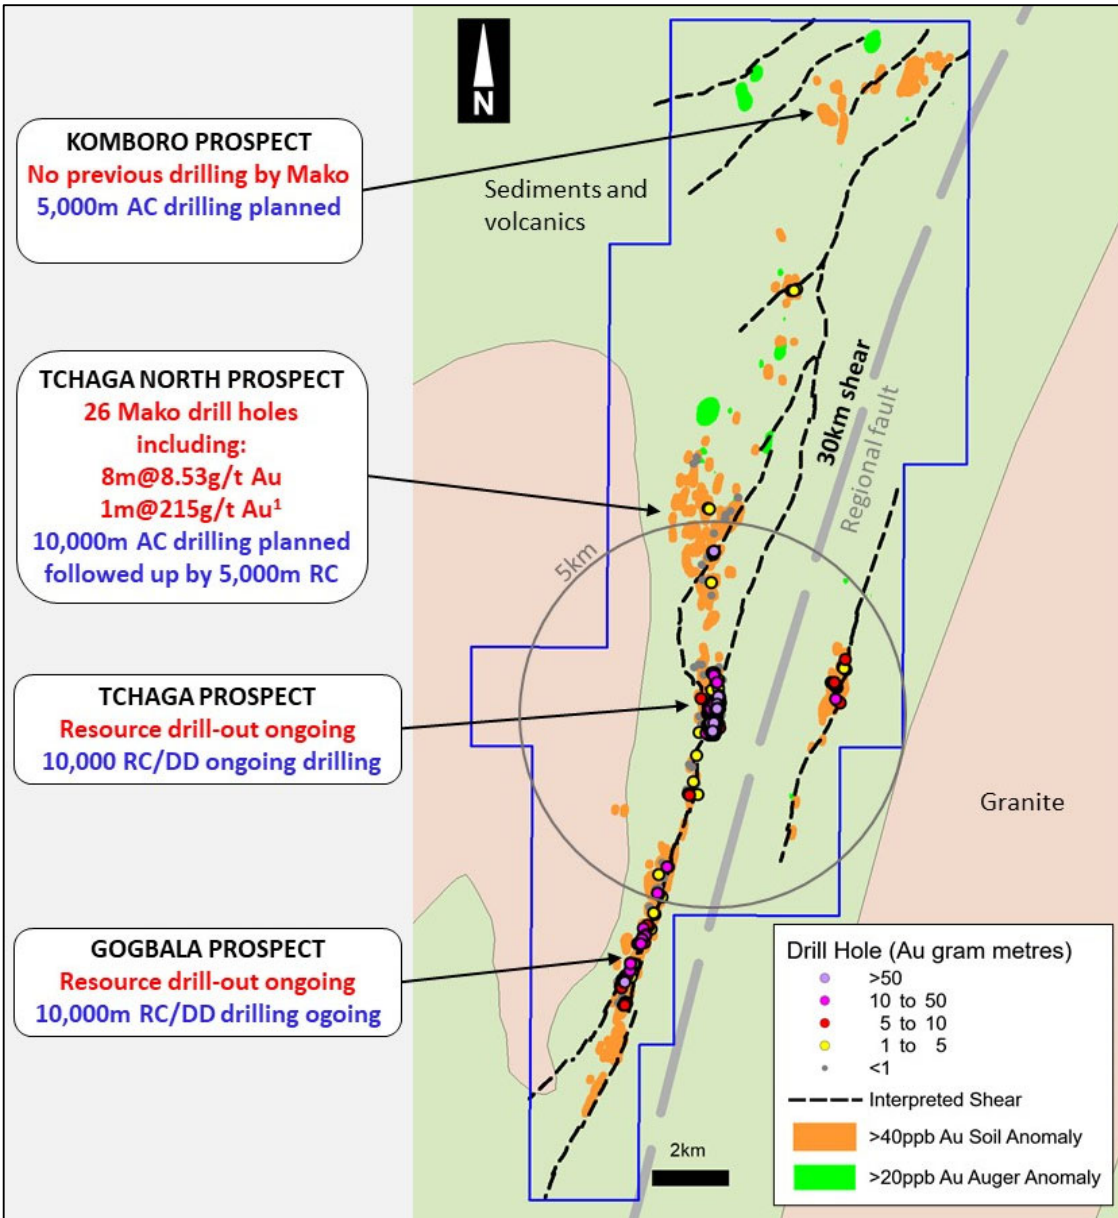 N
KOMBORO PROSPECT
No previous drilling by Mako
5,000m AC drilling planned
Sediments and
volcanics
TCHAGA NORTH PROSPECT
26 Mako drill holes
including:
8m@8.53g/t Au
1m@215g/t Au¹
10,000m AC drilling planned
followed up by 5,000m RC
30km shear
Regional fault
5km
TCHAGA PROSPECT
Resource drill-out ongoing
10,000 RC/DD ongoing drilling
Granite
GOGBALA PROSPECT
Resource drill-out ongoing
10,000m RC/DD drilling ogoing
2km
Drill Hole (Au gram metres)
>50
10 to 50
5 to 10
1 to 5
<1
Interpreted Shear
>40ppb Au Soil Anomaly
>20ppb Au Auger Anomaly